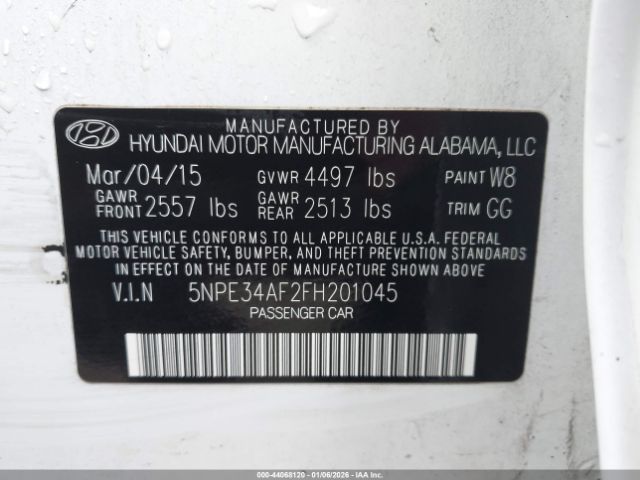 MANUFACTURED BY
HYUNDAI MOTOR MANUFACTURING ALABAMA, LLC
Mar/04/15 GVWR 4497 lbs PAINT W8
GAWR FRONT 2557 lbs GAWR REAR 2513 lbs TRIM GG
THIS VEHICLE CONFORMS TO ALL APPLICABLE U.S.A. FEDERAL
MOTOR VEHICLE SAFETY, BUMPER, AND THEFT PREVENTION STANDARDS
IN EFFECT ON THE DATE OF MANUFACTURE SHOWN ABOVE.
V.I.N 5NPE34AF2FH201045
PASSENGER CAR
000-44068120 - 01/06/2026 - COPYRIGHT IAA, LLC